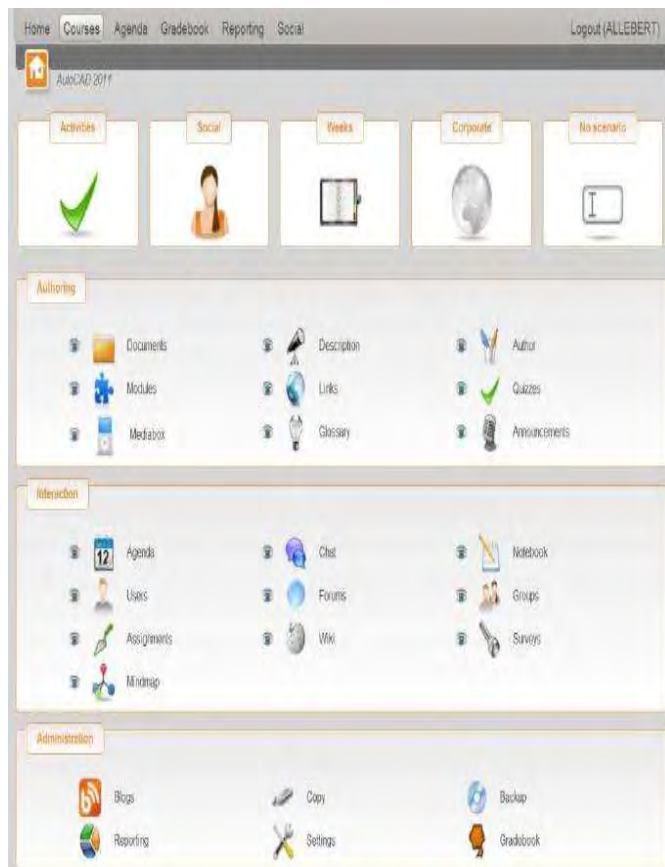 Home Courses Agenda Gradebook Reporting Social Logout (ALLEBERT)
AutoCAD 2011
Activities Social Weeks Corporate No scenario
Authoring
Documents Description Author
Modules Links Quizzes
Mediabox Glossary Announcements
Interaction
12 Agenda Chat Notebook
Users Forums Groups
Assignments Wiki Surveys
Mindmap
Administration
Blogs Copy Backup
Reporting Settings Gradebook